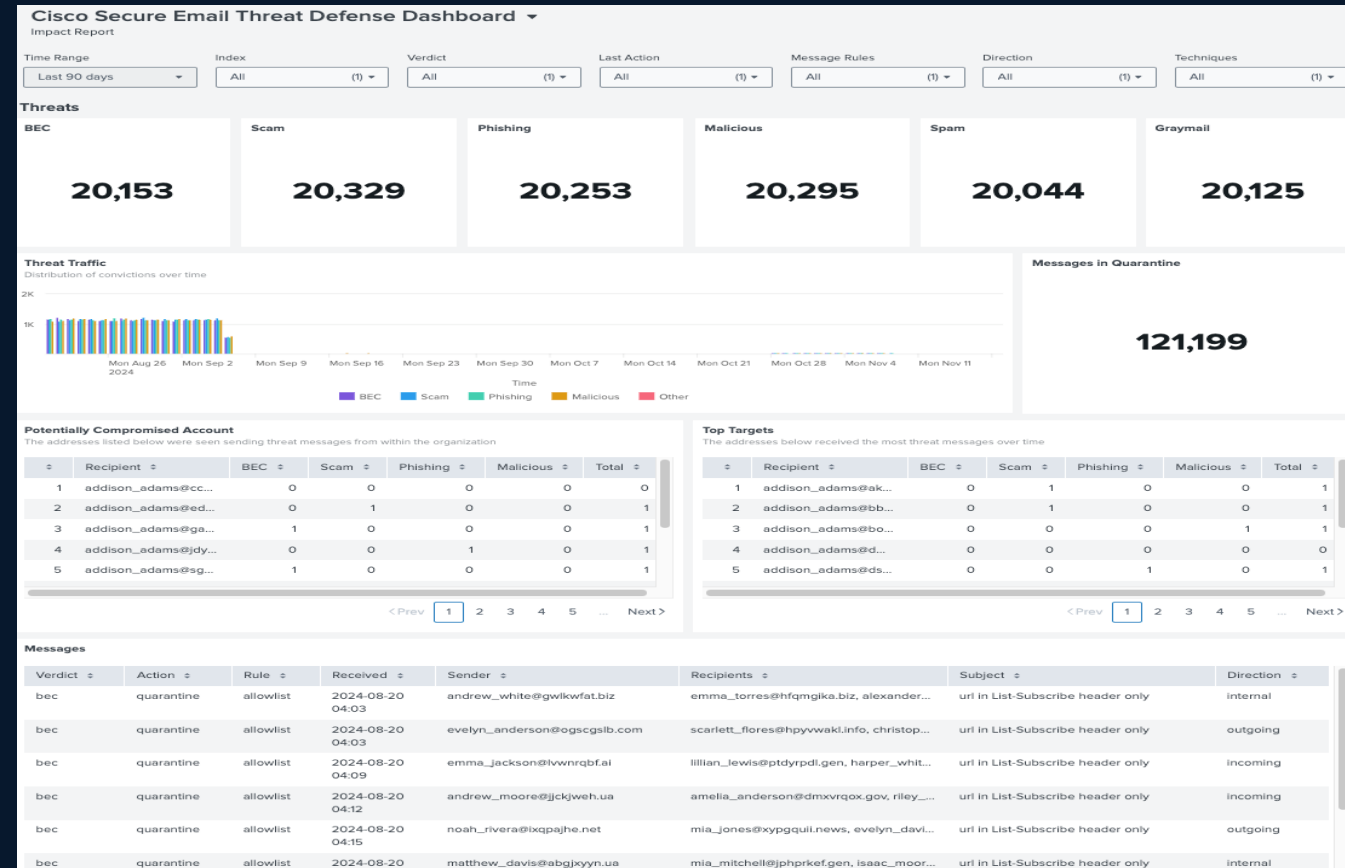 Cisco Secure Email Threat Defense Dashboard
Impact Report
Time Range Index Verdict Last Action Message Rules Direction Techniques
Last 90 days All (1) All (1) All (1) All (1) All (1) All (1)
Threats
BEC Scam Phishing Malicious Spam Graymail
20,153 20,329 20,253 20,295 20,044 20,125
Threat Traffic
Distribution of convictions over time
2K
1K
Mon Aug 26 Mon Sep 2 Mon Sep 9 Mon Sep 16 Mon Sep 23 Mon Sep 30 Mon Oct 7 Mon Oct 14 Mon Oct 21 Mon Oct 28 Mon Nov 4 Mon Nov 11
2024
Time
BEC Scam Phishing Malicious Other
Messages in Quarantine
121,199
Potentially Compromised Account
The addresses listed below were seen sending threat messages from within the organization
Recipient BEC Scam Phishing Malicious Total
1 addison_adams@cc... 0 0 0 0 0
2 addison_adams@ed... 0 1 0 0 1
3 addison_adams@ga... 1 0 0 0 1
4 addison_adams@jdy... 0 0 1 0 1
5 addison_adams@sg... 1 0 0 0 1
< Prev 1 2 3 4 5 ... Next >
Top Targets
The addresses below received the most threat messages over time
Recipient BEC Scam Phishing Malicious Total
1 addison_adams@ak... 0 1 0 0 1
2 addison_adams@bb... 0 1 0 0 1
3 addison_adams@bo... 0 0 0 1 1
4 addison_adams@d... 0 0 0 0 0
5 addison_adams@ds... 0 0 1 0 1
< Prev 1 2 3 4 5 ... Next >
Messages
Verdict Action Rule Received Sender Recipients Subject Direction
bec quarantine allowlist 2024-08-20 andrew_white@gwlkwfat.biz emma_torres@hfqmgika.biz, alexander... url in List-Subscribe header only internal
04:03
bec quarantine allowlist 2024-08-20 evelyn_anderson@ogscgslb.com scarlett_flores@hpyvwakl.info, christop... url in List-Subscribe header only outgoing
04:03
bec quarantine allowlist 2024-08-20 emma_jackson@lvwnrqbf.ai lillian_lewis@ptdyrpdl.gen, harper_whit... url in List-Subscribe header only incoming
04:09
bec quarantine allowlist 2024-08-20 andrew_moore@jjckjweh.ua amelia_anderson@dmxvrqox.gov, riley_... url in List-Subscribe header only incoming
04:12
bec quarantine allowlist 2024-08-20 noah_rivera@ixqpajhe.net mia_jones@xypgquii.news, evelyn_davi... url in List-Subscribe header only outgoing
04:15
bec quarantine allowlist 2024-08-20 matthew_davis@abgjxyyn.ua mia_mitchell@jphprkef.gen, isaac_moor... url in List-Subscribe header only internal